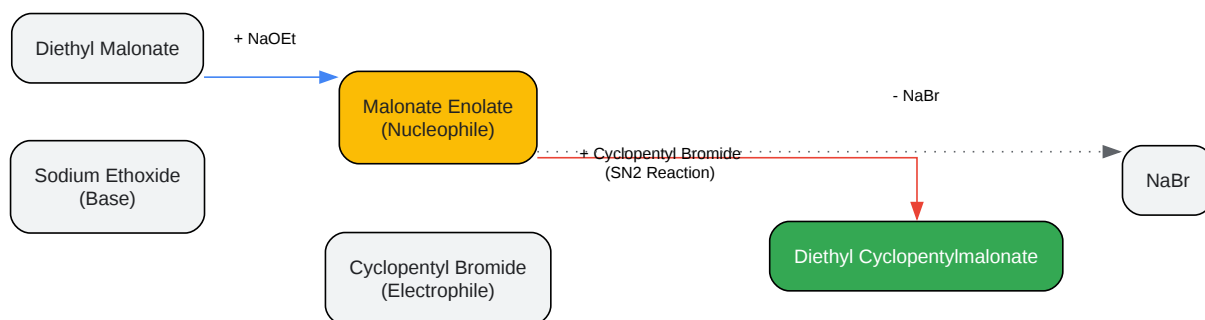 Diethyl Malonate
+ NaOEt
Malonate Enolate
(Nucleophile)
- NaBr
Sodium Ethoxide
(Base)
+ Cyclopentyl Bromide
(SN2 Reaction)
NaBr
Cyclopentyl Bromide
(Electrophile)
Diethyl Cyclopentylmalonate